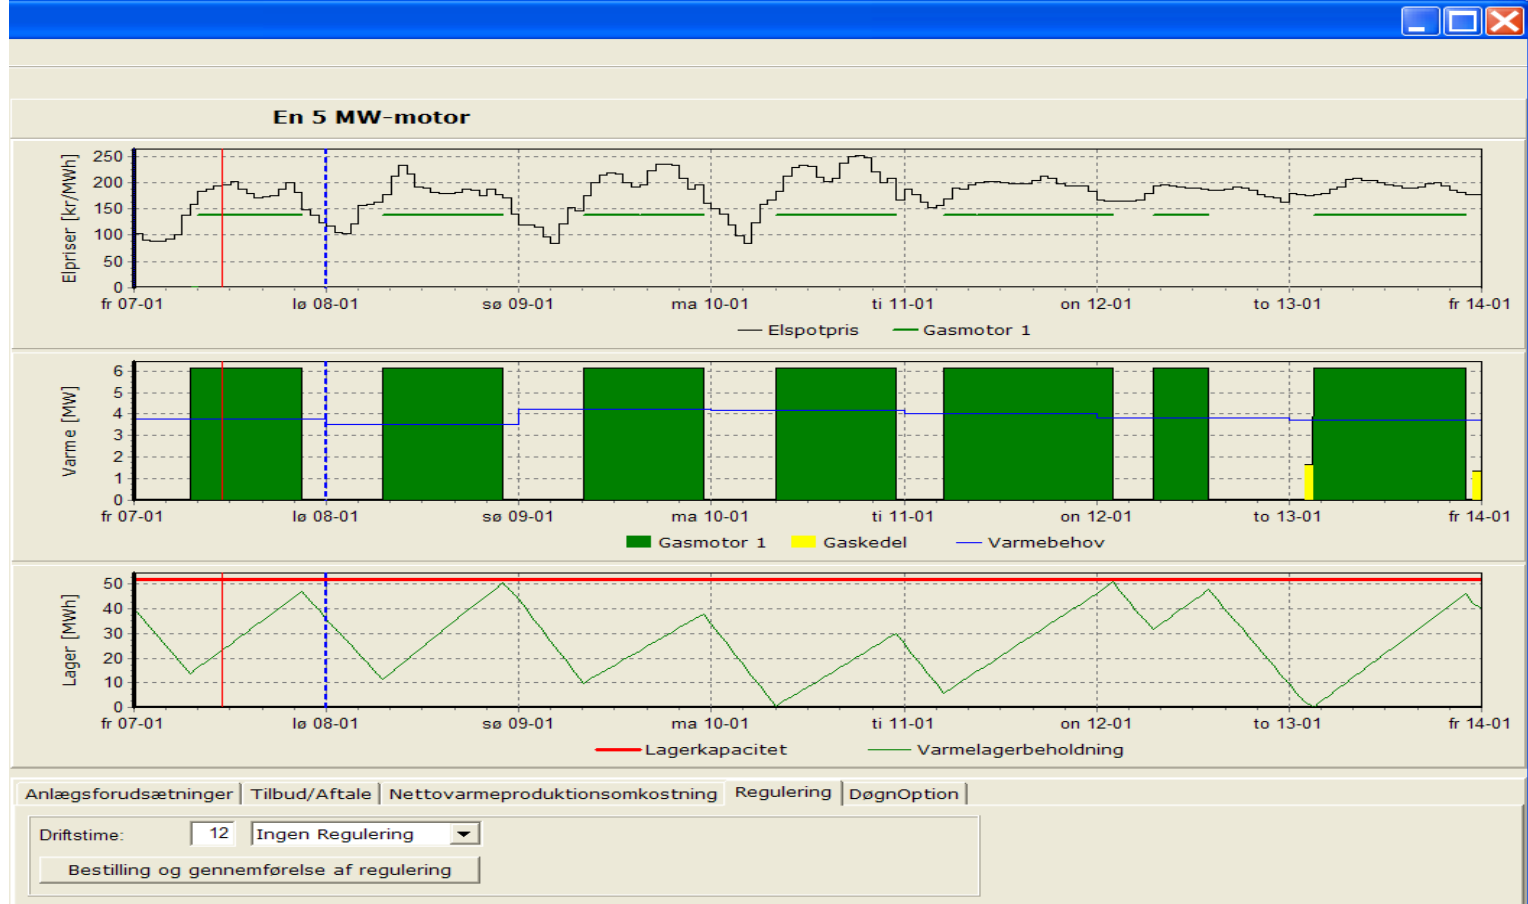 En 5 MW-motor
Elpriser [kr/MWh]
250
200
150
100
50
0
fr 07-01 lø 08-01 sø 09-01 ma 10-01 ti 11-01 on 12-01 to 13-01 fr 14-01
Elspotpris Gasmotor 1
Varme [MW]
6
5
4
3
2
1
0
fr 07-01 lø 08-01 sø 09-01 ma 10-01 ti 11-01 on 12-01 to 13-01 fr 14-01
Gasmotor 1 Gaskedel Varmebehov
Lager [MWh]
50
40
30
20
10
0
fr 07-01 lø 08-01 sø 09-01 ma 10-01 ti 11-01 on 12-01 to 13-01 fr 14-01
Lagerkapacitet Varmelagerbeholdning
Anlægsforudsætninger Tilbud/Aftale Nettovarmeproduktionsomkostning Regulering DøgnOption
Driftstime: 12 Ingen Regulering
Bestilling og gennemførelse af regulering